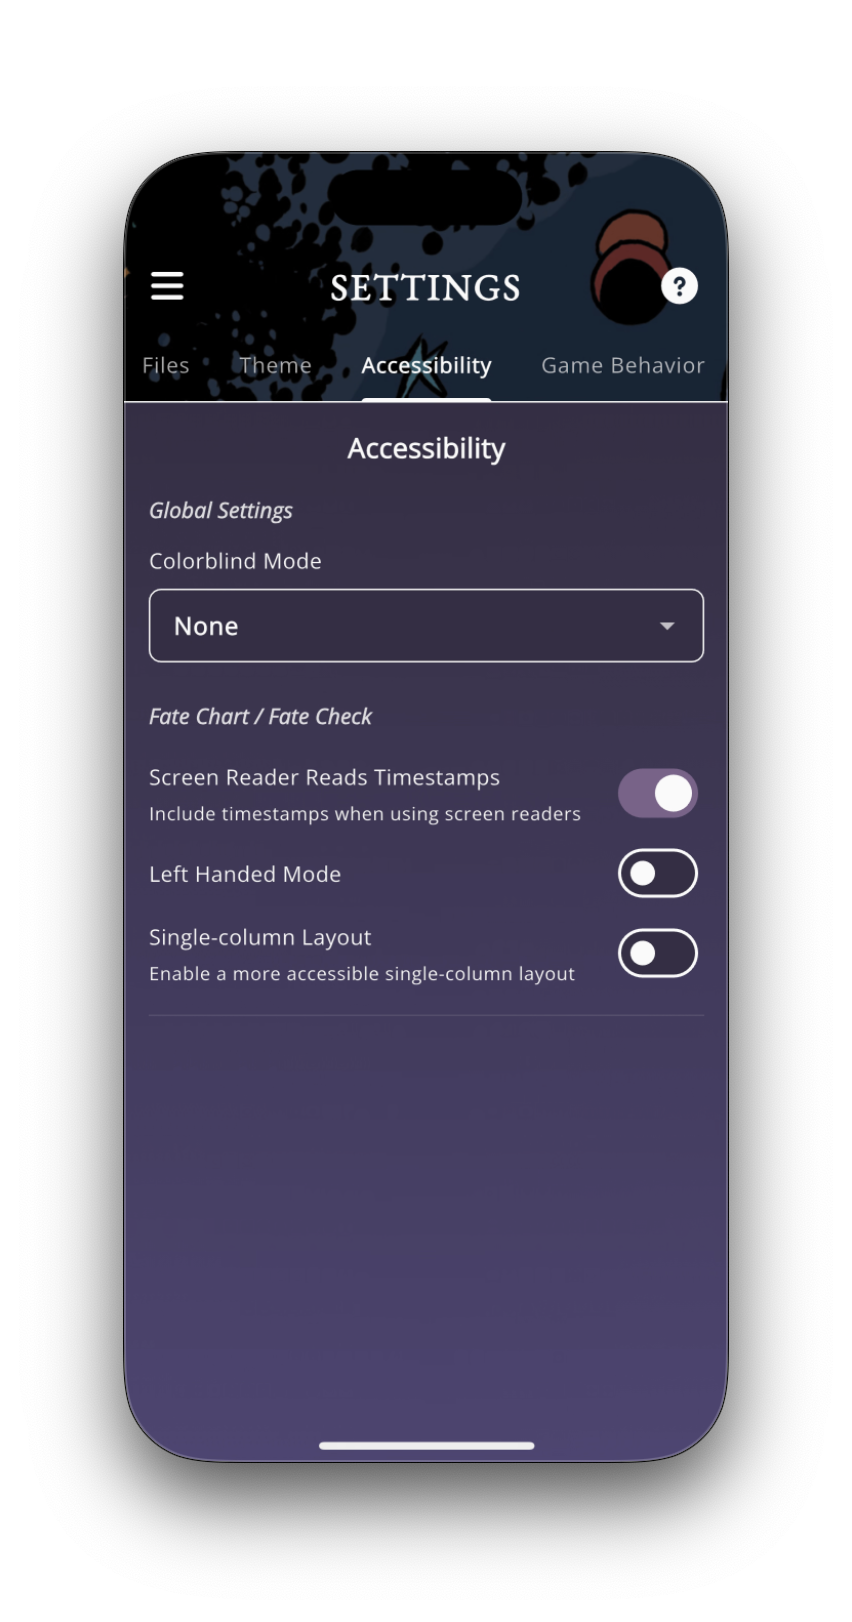 SETTINGS
?
Files
Theme
Accessibility
Game Behavior
Accessibility
Global Settings
Colorblind Mode
None
Fate Chart / Fate Check
Screen Reader Reads Timestamps
Include timestamps when using screen readers
Left Handed Mode
Single-column Layout
Enable a more accessible single-column layout